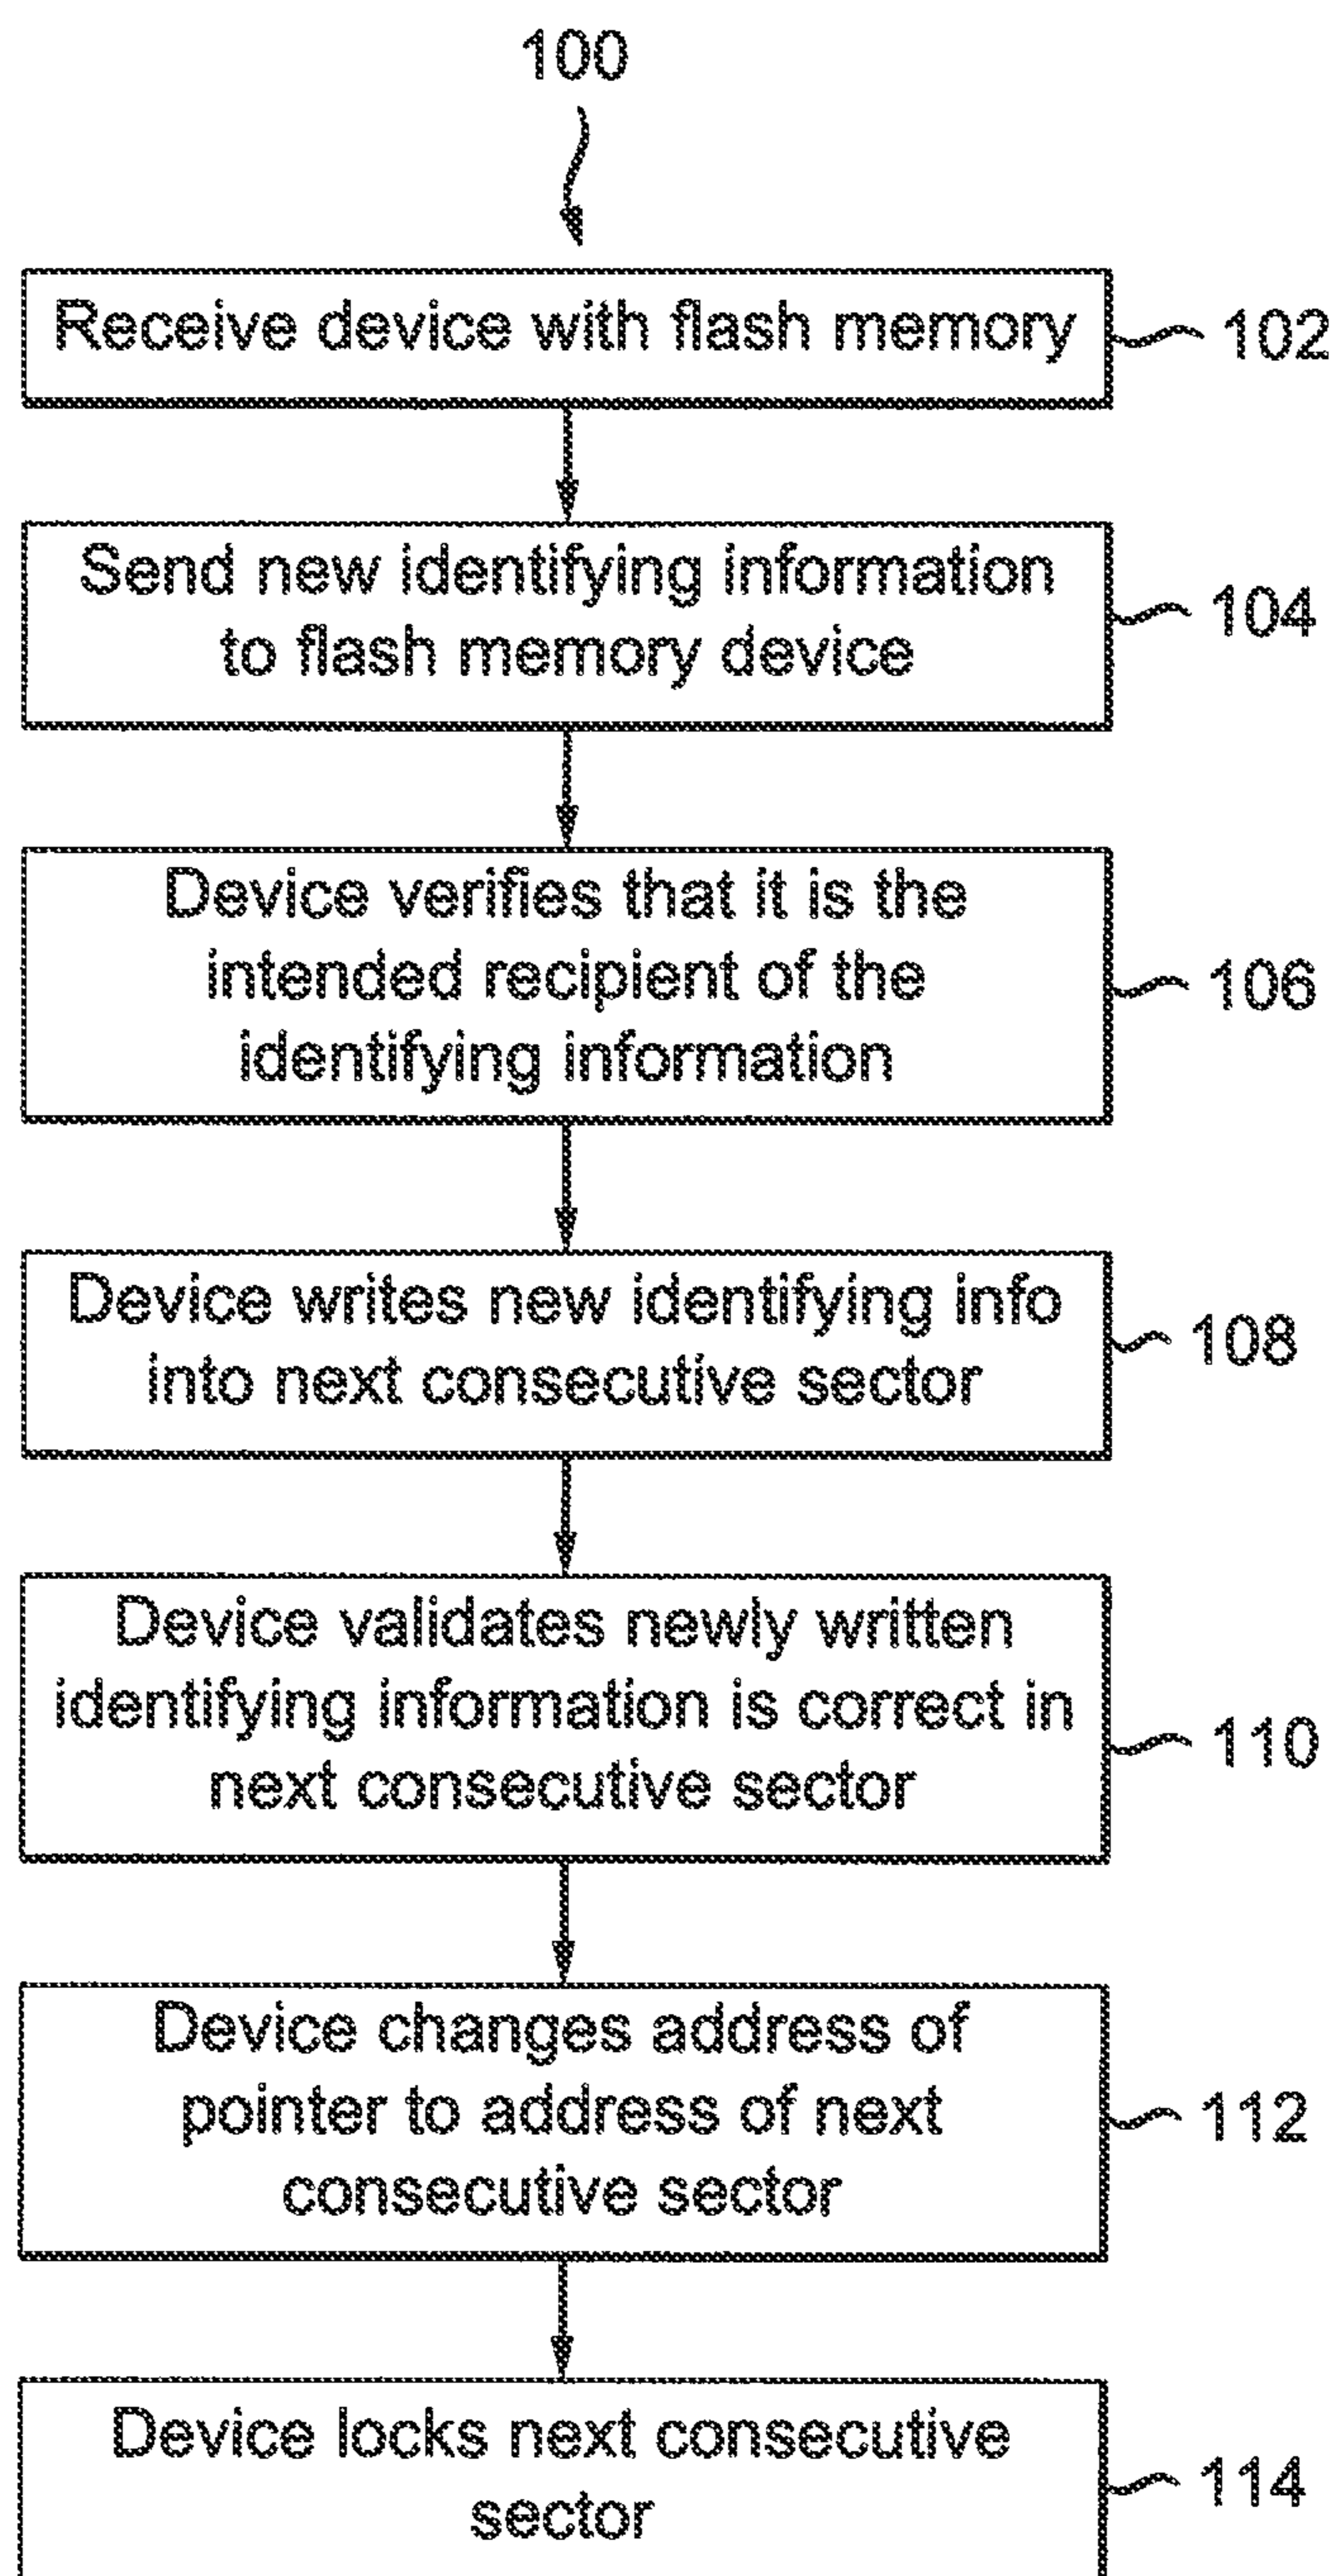 100
Receive device with flash memory
102
Send new identifying information
to flash memory device
104
Device verifies that it is the
intended recipient of the
identifying information
106
Device writes new identifying info
into next consecutive sector
108
Device validates newly written
identifying information is correct in
next consecutive sector
110
Device changes address of
pointer to address of next
consecutive sector
112
Device locks next consecutive
sector
114